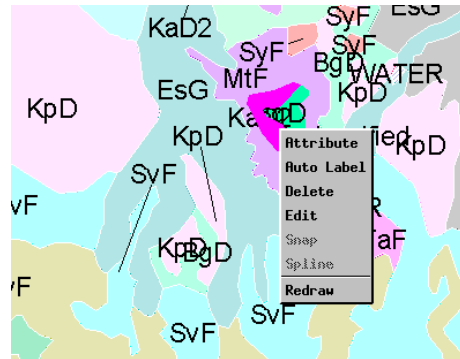 KaD2
SyF
EsG
SyF
SyF
BgD
WATER
MtF
EsG
KpD
KpD
KpD
KpD
SvF
KpD
BgD
SvF
SvF
TaF
Attribute
Auto Label
Delete
Edit
Snap
Spline
Redraw